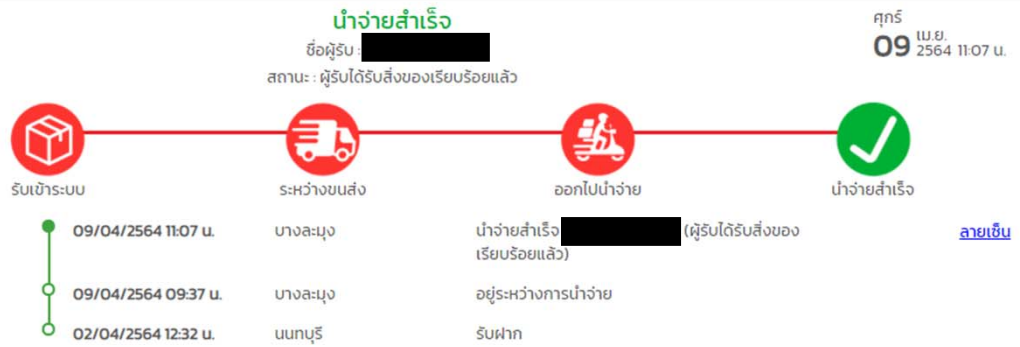 นำจ่ายสำเร็จ
ชื่อผู้รับ :
สถานะ : ผู้รับได้รับสิ่งของเรียบร้อยแล้ว
ศุกร์
09 เม.ย.
2564 11:07 น.
รับเข้าระบบ ระหว่างขนส่ง ออกไปนำจ่าย นำจ่ายสำเร็จ
09/04/2564 11:07 น. บางละมุง นำจ่ายสำเร็จ (ผู้รับได้รับสิ่งของ ลายเซ็น
เรียบร้อยแล้ว)
09/04/2564 09:37 น. บางละมุง อยู่ระหว่างการนำจ่าย
02/04/2564 12:32 น. นนทบุรี รับฝาก